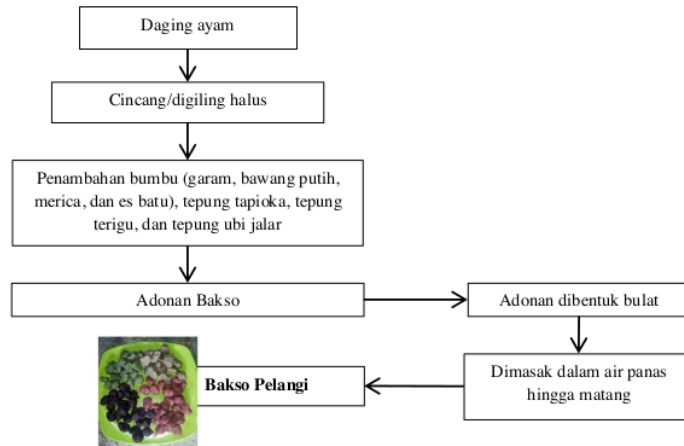 Daging ayam
Cincang/digiling halus
Penambahan bumbu (garam, bawang putih,
merica, dan es batu), tepung tapioka, tepung
terigu, dan tepung ubi jalar
Adonan Bakso
Adonan dibentuk bulat
Dimasak dalam air panas
hingga matang
Bakso Pelangi